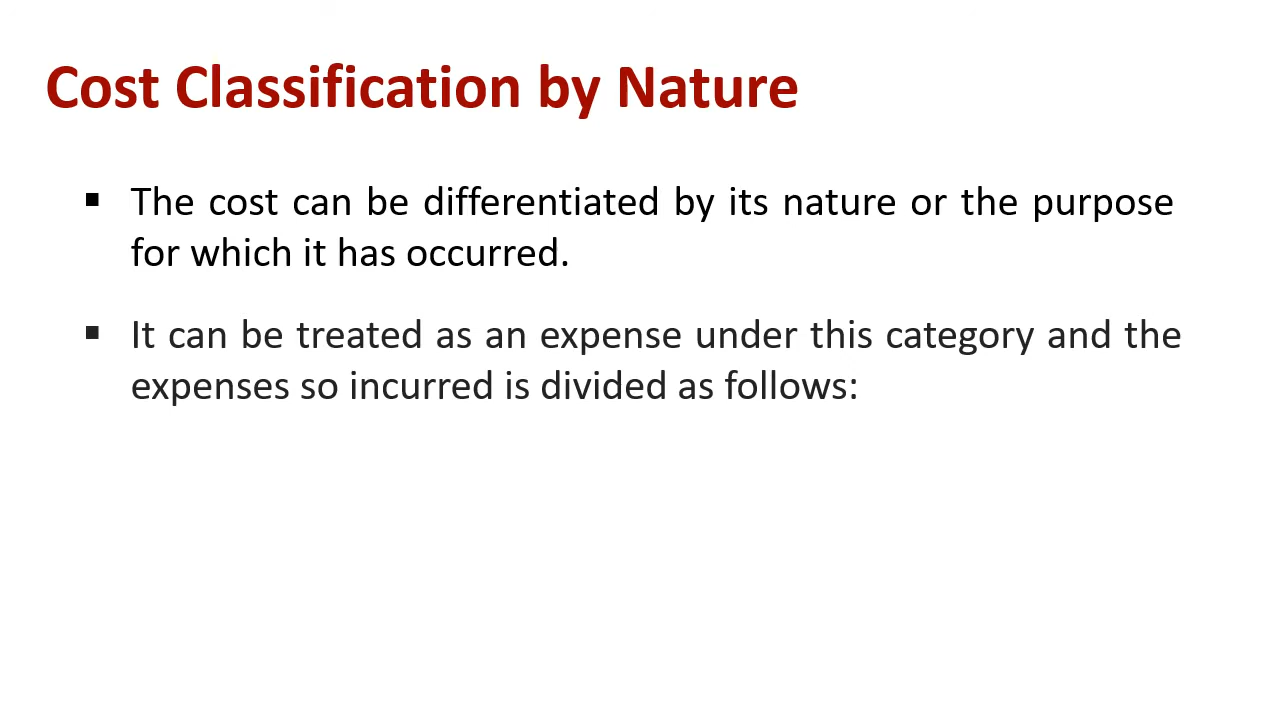 Cost Classification by Nature
▪ The cost can be differentiated by its nature or the purpose
for which it has occurred.
▪ It can be treated as an expense under this category and the
expenses so incurred is divided as follows: